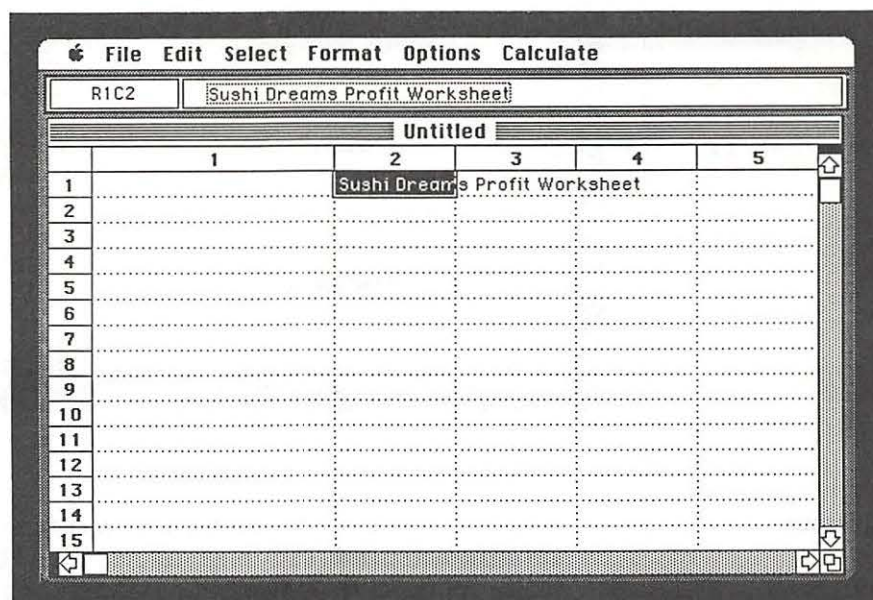 File Edit Select Format Options Calculate
R1C2 Sushi Dreams Profit Worksheet
Untitled
1 2 3 4 5
1 Sushi Dreams Profit Worksheet
2
3
4
5
6
7
8
9
10
11
12
13
14
15